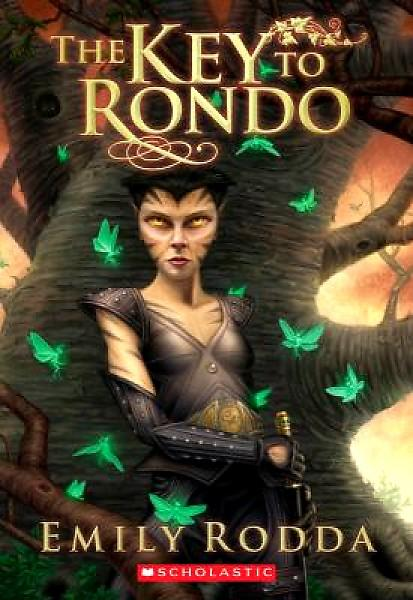 THE KEY TO
RONDO
EMILY RODDA
SCHOLASTIC